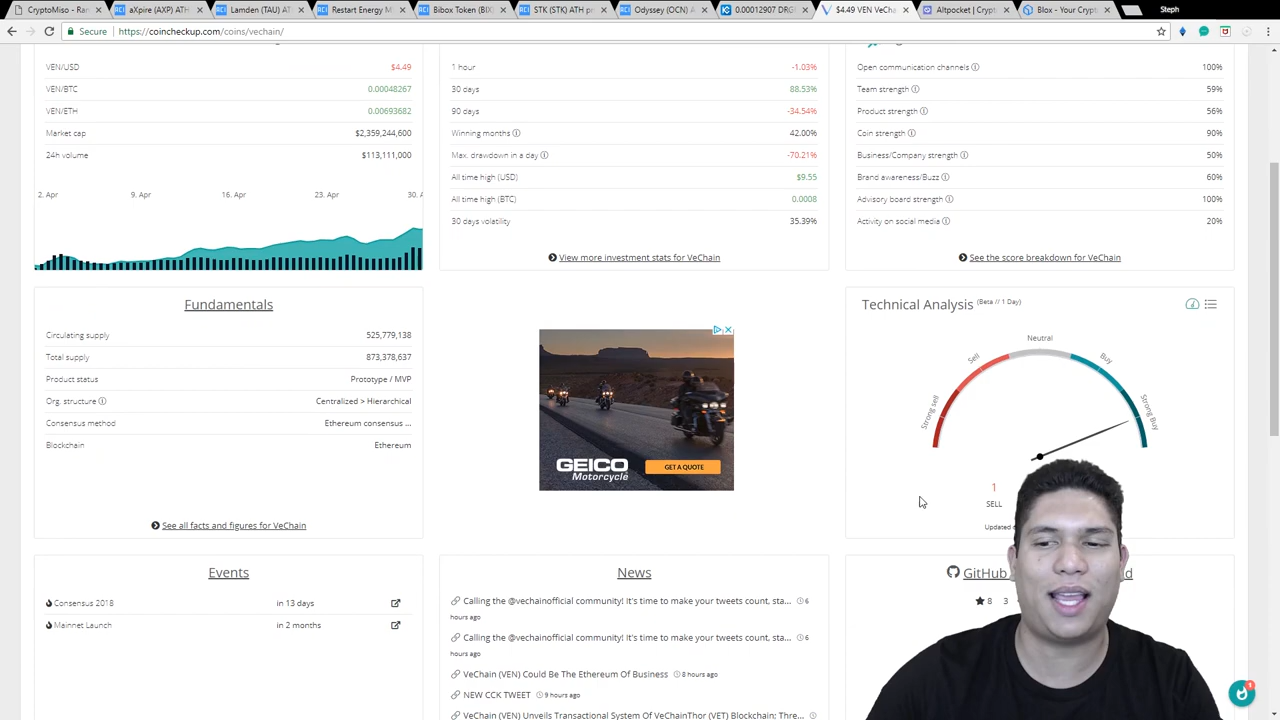 CryptoMiso - Ran
aXpire (AXP) ATH
Lamden (TAU) AT
Restart Energy M
Bibox Token (BIX
STK (STK) ATH pr
Odyssey (OCN) A
0.00012907 DRG
$4.49 VEN VeCha
Altpocket | Crypt
Blox - Your Crypt
Steph
Secure https://coincheckup.com/coins/vechain/
VEN/USD $4.49
VEN/BTC 0.00048267
VEN/ETH 0.00693682
Market cap $2,359,244,600
24h volume $113,111,000
2. Apr 9. Apr 16. Apr 23. Apr 30. A
1 hour -1.03%
30 days 88.53%
90 days -34.54%
Winning months 42.00%
Max. drawdown in a day -70.21%
All time high (USD) $9.55
All time high (BTC) 0.0008
30 days volatility 35.39%
View more investment stats for VeChain
Open communication channels 100%
Team strength 59%
Product strength 56%
Coin strength 90%
Business/Company strength 50%
Brand awareness/Buzz 60%
Advisory board strength 100%
Activity on social media 20%
See the score breakdown for VeChain
Fundamentals
Circulating supply 525,779,138
Total supply 873,378,637
Product status Prototype / MVP
Org. structure Centralized > Hierarchical
Consensus method Ethereum consensus ...
Blockchain Ethereum
See all facts and figures for VeChain
GEICO
Motorcycle
GET A QUOTE
Technical Analysis (Beta // 1 Day)
Strong sell
Sell
Neutral
Buy
Strong Buy
1
SELL
Updated
Events
Consensus 2018 in 13 days
Mainnet Launch in 2 months
News
Calling the @vechainofficial community! It's time to make your tweets count, sta... 6
hours ago
Calling the @vechainofficial community! It's time to make your tweets count, sta... 6
hours ago
VeChain (VEN) Could Be The Ethereum Of Business 8 hours ago
NEW CCK TWEET 9 hours ago
VeChain (VEN) Unveils Transactional System Of VeChainThor (VET) Blockchain; Thre...
GitHub d
8 3